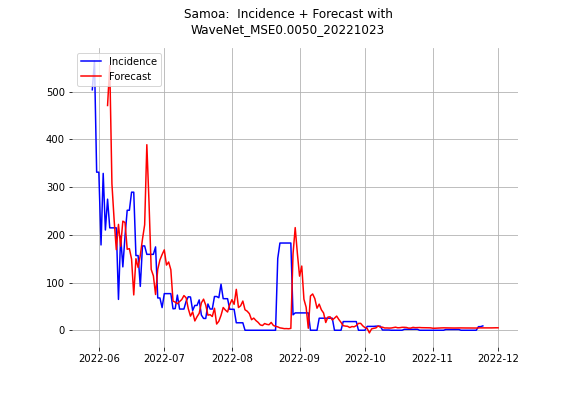 Samoa:  Incidence + Forecast with
WaveNet_MSE0.0050_20221023
Incidence
Forecast
500
400
300
200
100
0
2022-06 2022-07 2022-08 2022-09 2022-10 2022-11 2022-12